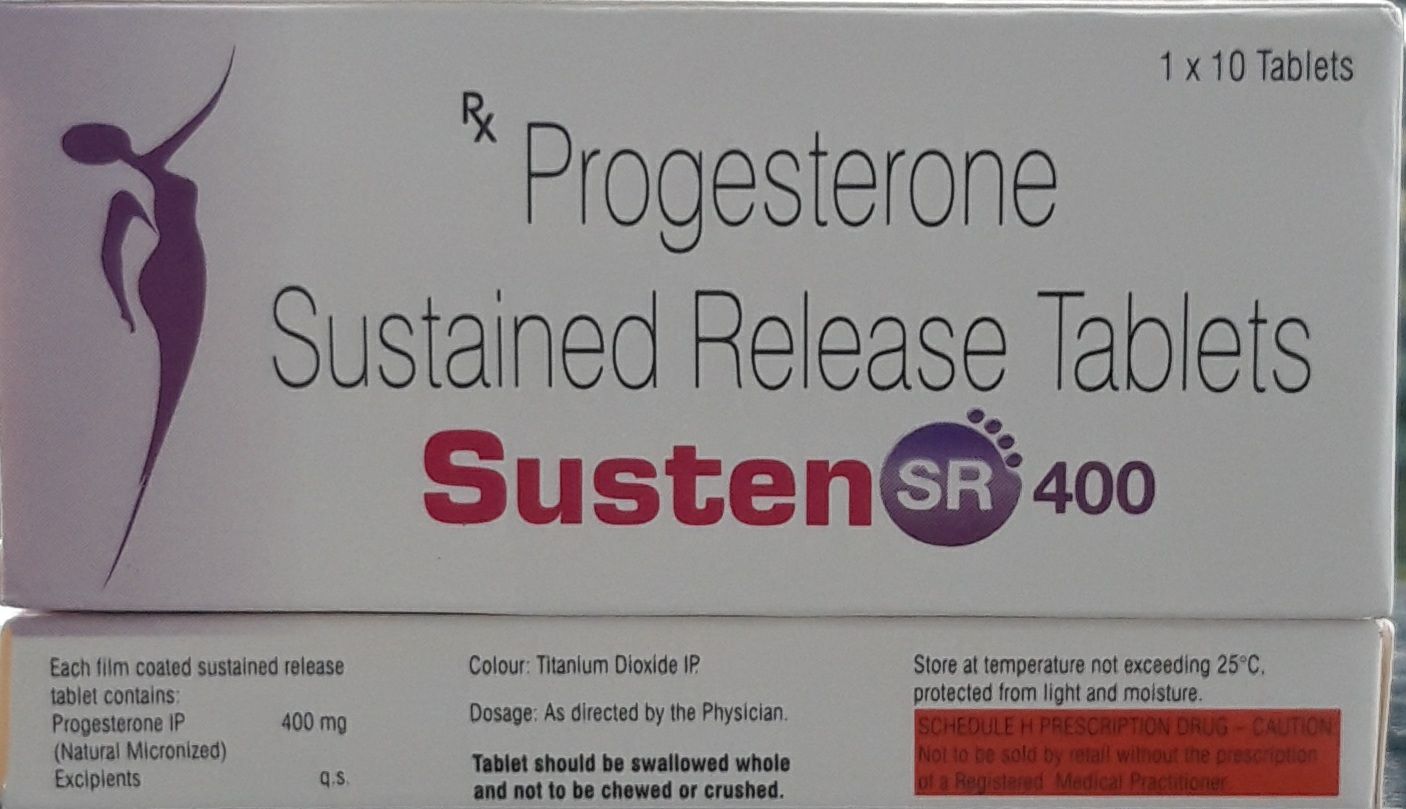 1 x 10 Tablets
Rx Progesterone
Sustained Release Tablets
Susten SR 400
Each film coated sustained release
tablet contains:
Progesterone IP 400 mg
(Natural Micronized)
Excipients q.s.
Colour: Titanium Dioxide IP.
Dosage: As directed by the Physician.
Tablet should be swallowed whole
and not to be chewed or crushed.
Store at temperature not exceeding 25°C,
protected from light and moisture.
SCHEDULE H PRESCRIPTION DRUG – CAUTION
Not to be sold by retail without the prescription
of a Registered Medical Practitioner